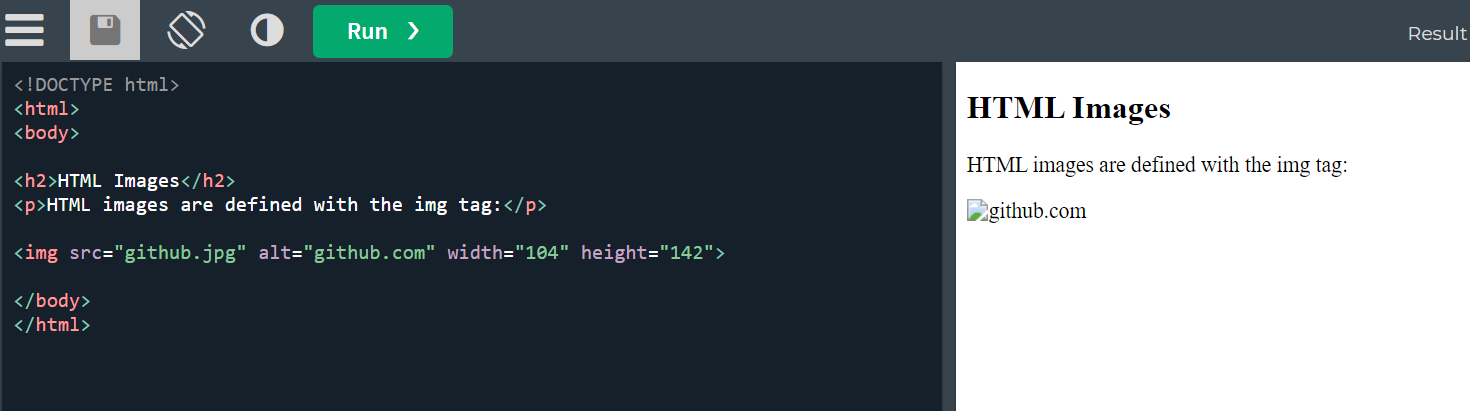 Run ❯
Result
<!DOCTYPE html>
<html>
<body>
<h2>HTML Images</h2>
<p>HTML images are defined with the img tag:</p>
<img src="github.jpg" alt="github.com" width="104" height="142">
</body>
</html>
HTML Images
HTML images are defined with the img tag:
github.com